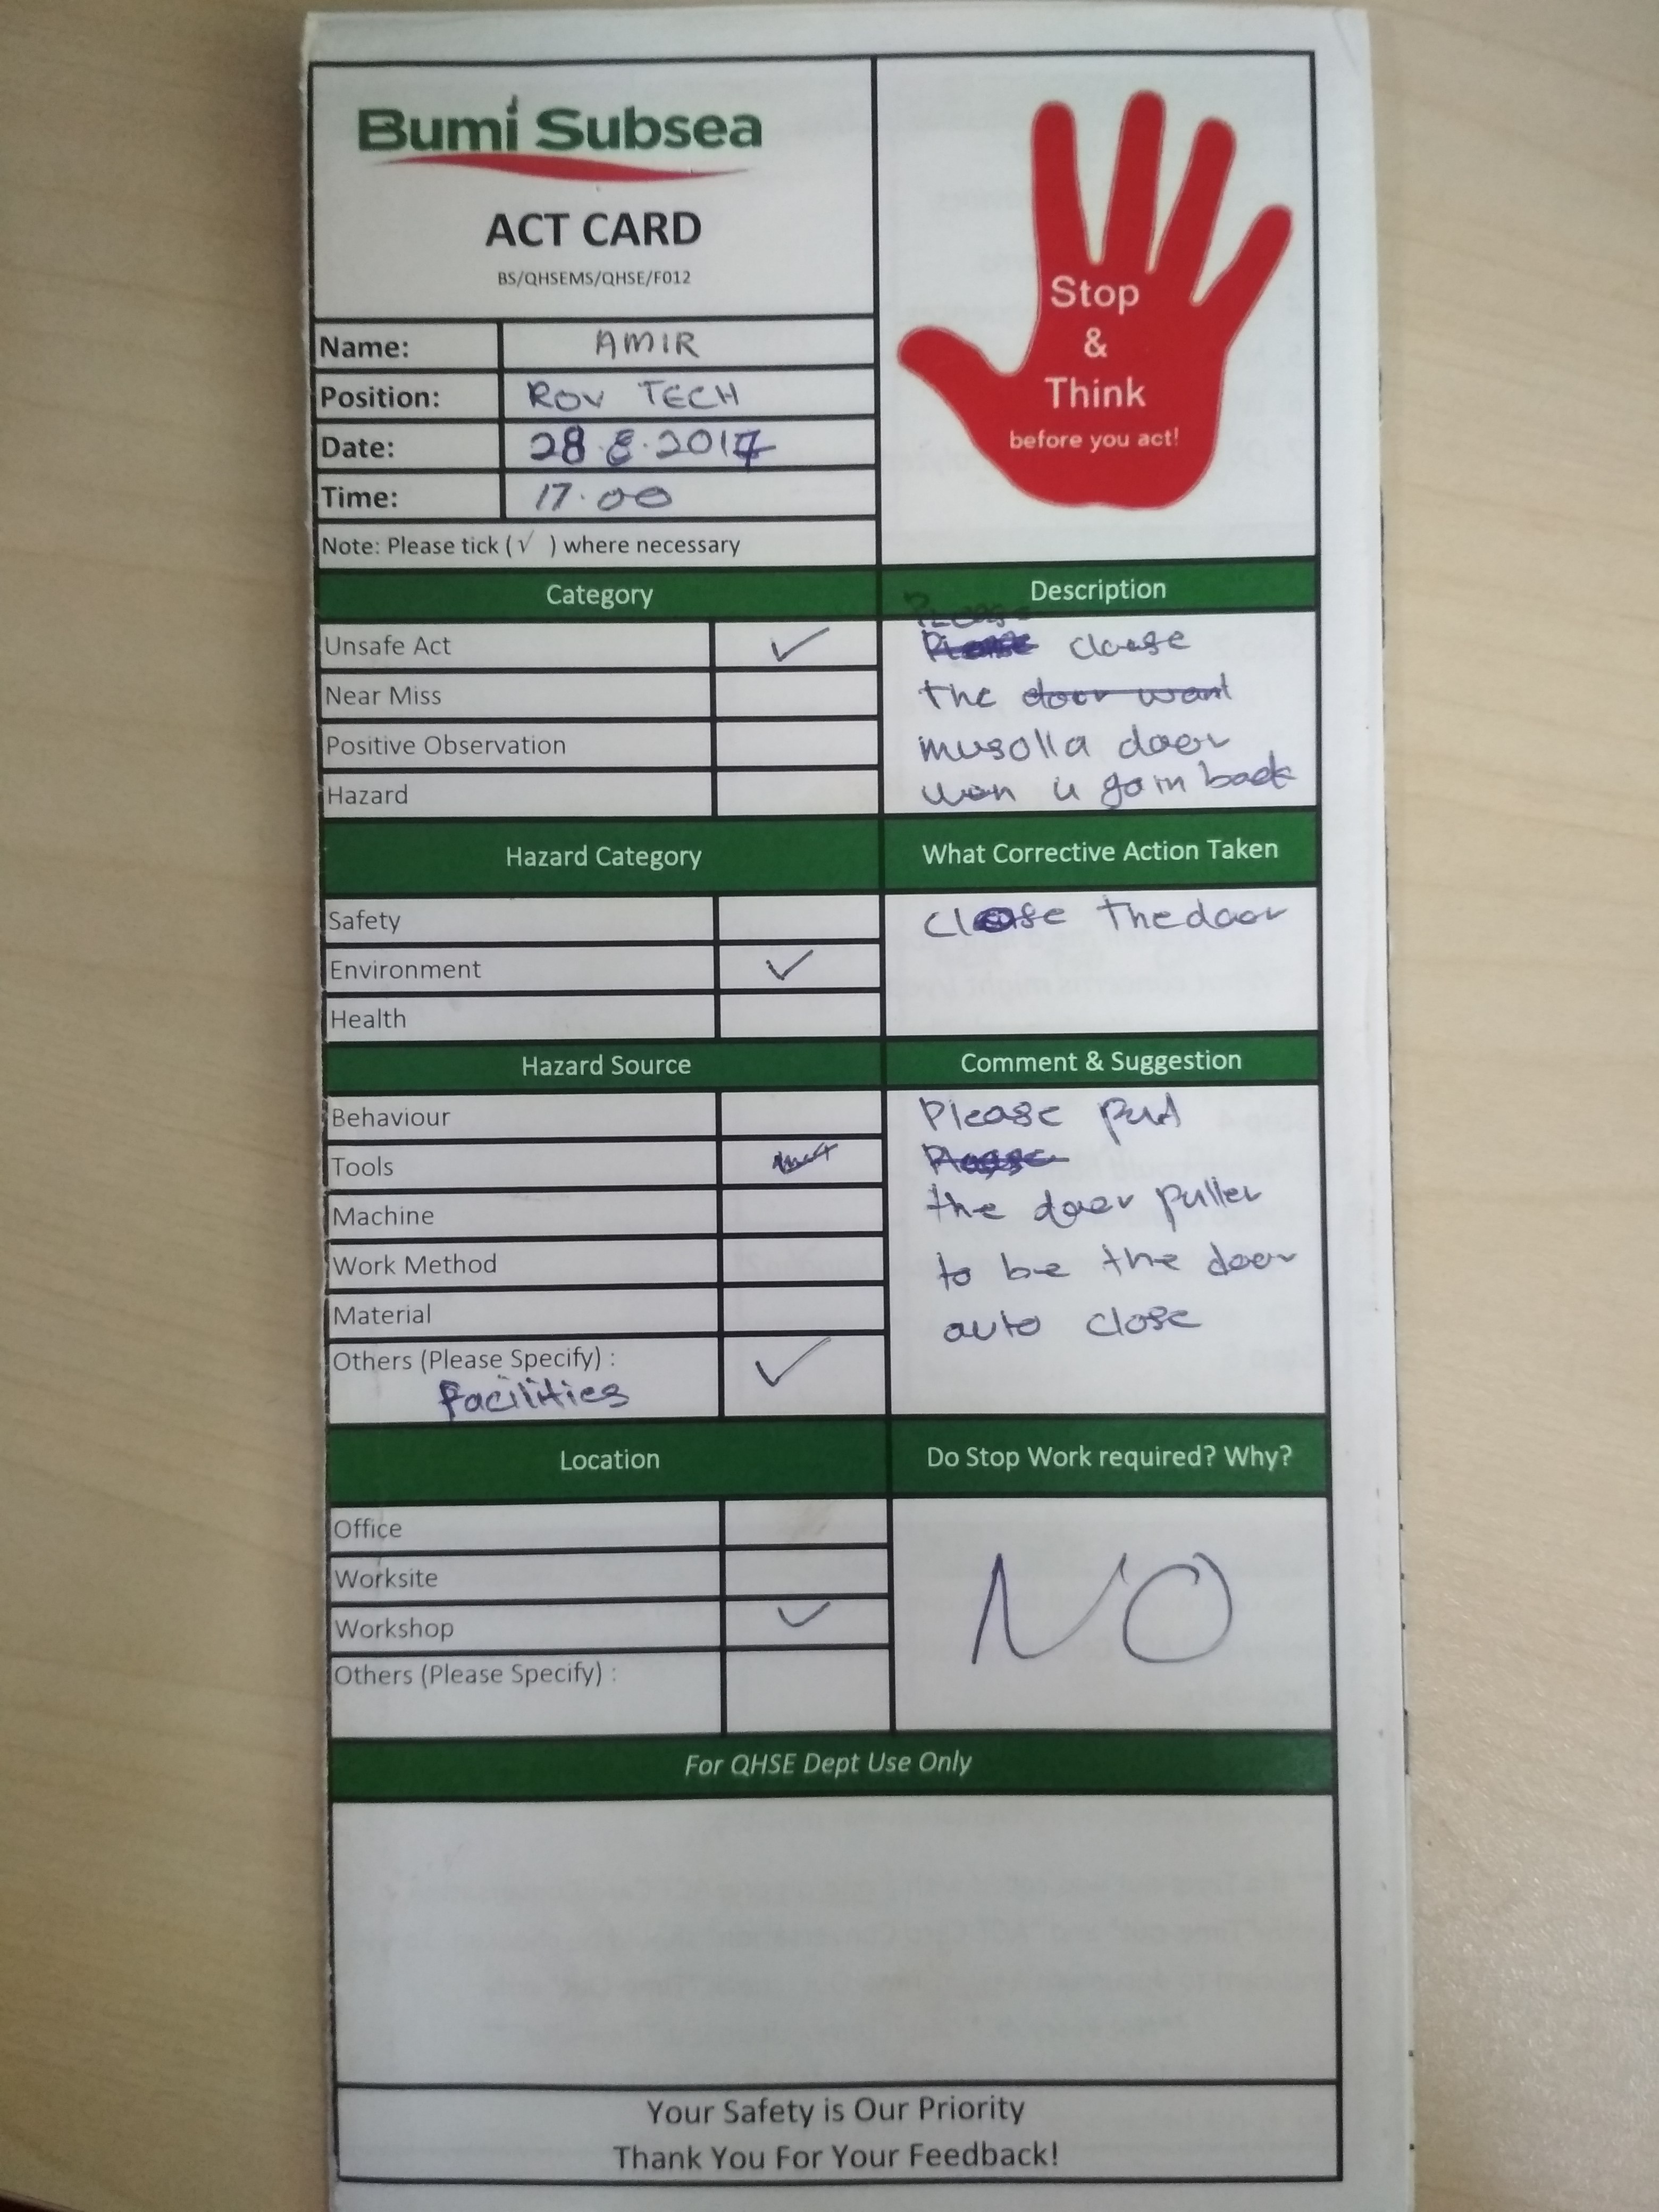 Bumi Subsea
ACT CARD
BS/QHSEMS/QHSE/F012
Stop
&
Think
before you act!
Name: AMIR
Position: ROV TECH
Date: 28.8.2017
Time: 17.00
Note: Please tick (√ ) where necessary
Category
Unsafe Act ✓
Near Miss
Positive Observation
Hazard
Description
Please
clouse
the door want
musolla door
wen u go in back
Hazard Category
Safety
Environment ✓
Health
What Corrective Action Taken
Close the door
Hazard Source
Behaviour
Tools
Machine
Work Method
Material
Others (Please Specify) : ✓
Facilities
Comment & Suggestion
Please put
the door puller
to be the door
auto close
Location
Office
Worksite
Workshop ✓
Others (Please Specify) :
Do Stop Work required? Why?
NO
For QHSE Dept Use Only
Your Safety is Our Priority
Thank You For Your Feedback!